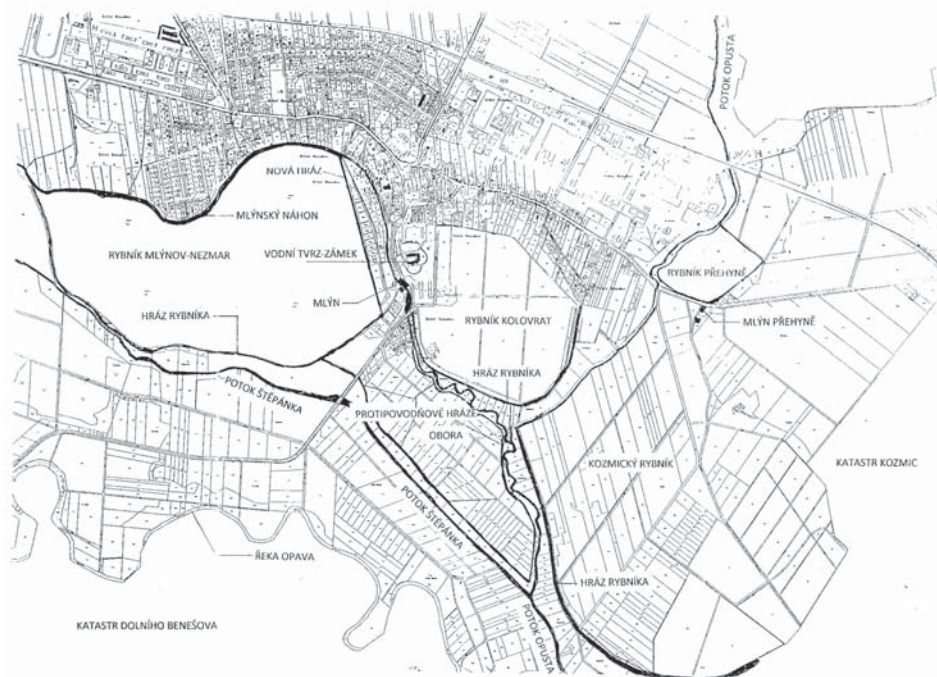 POTOK OPUSTA
NOVÁ HRÁZ
MLÝNSKÝ NÁHON
RYBNÍK MLÝNOV-NEZMAR
VODNÍ TVRZ-ZÁMEK
RYBNÍK PŘEHYNĚ
MLÝN
HRÁZ RYBNÍKA
RYBNÍK KOLOVRAT
MLÝN PŘEHYNĚ
HRÁZ RYBNÍKA
POTOK ŠTĚPÁNKA
PROTIPOVODŇOVÉ HRÁZE
OBORA
KOZMICKÝ RYBNÍK
KATASTR KOZMIC
POTOK ŠTĚPÁNKA
ŘEKA OPAVA
HRÁZ RYBNÍKA
KATASTR DOLNÍHO BENEŠOVA
POTOK OPUSTA